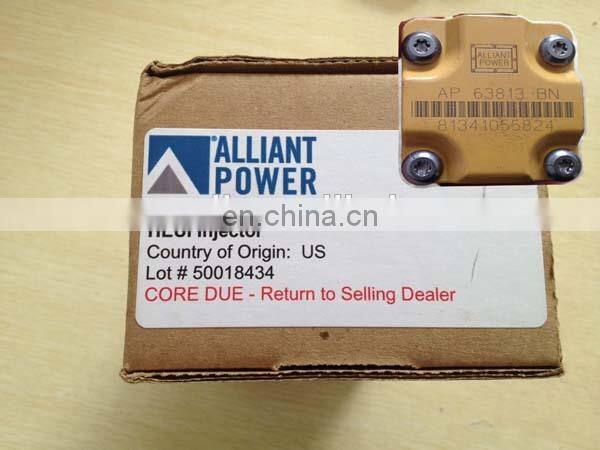 ALLIANT
POWER
AP 63813 BN
81341055824
®ALLIANT
POWER
en.china.cn
Injector
Country of Origin: US
Lot # 50018434
CORE DUE - Return to Selling Dealer